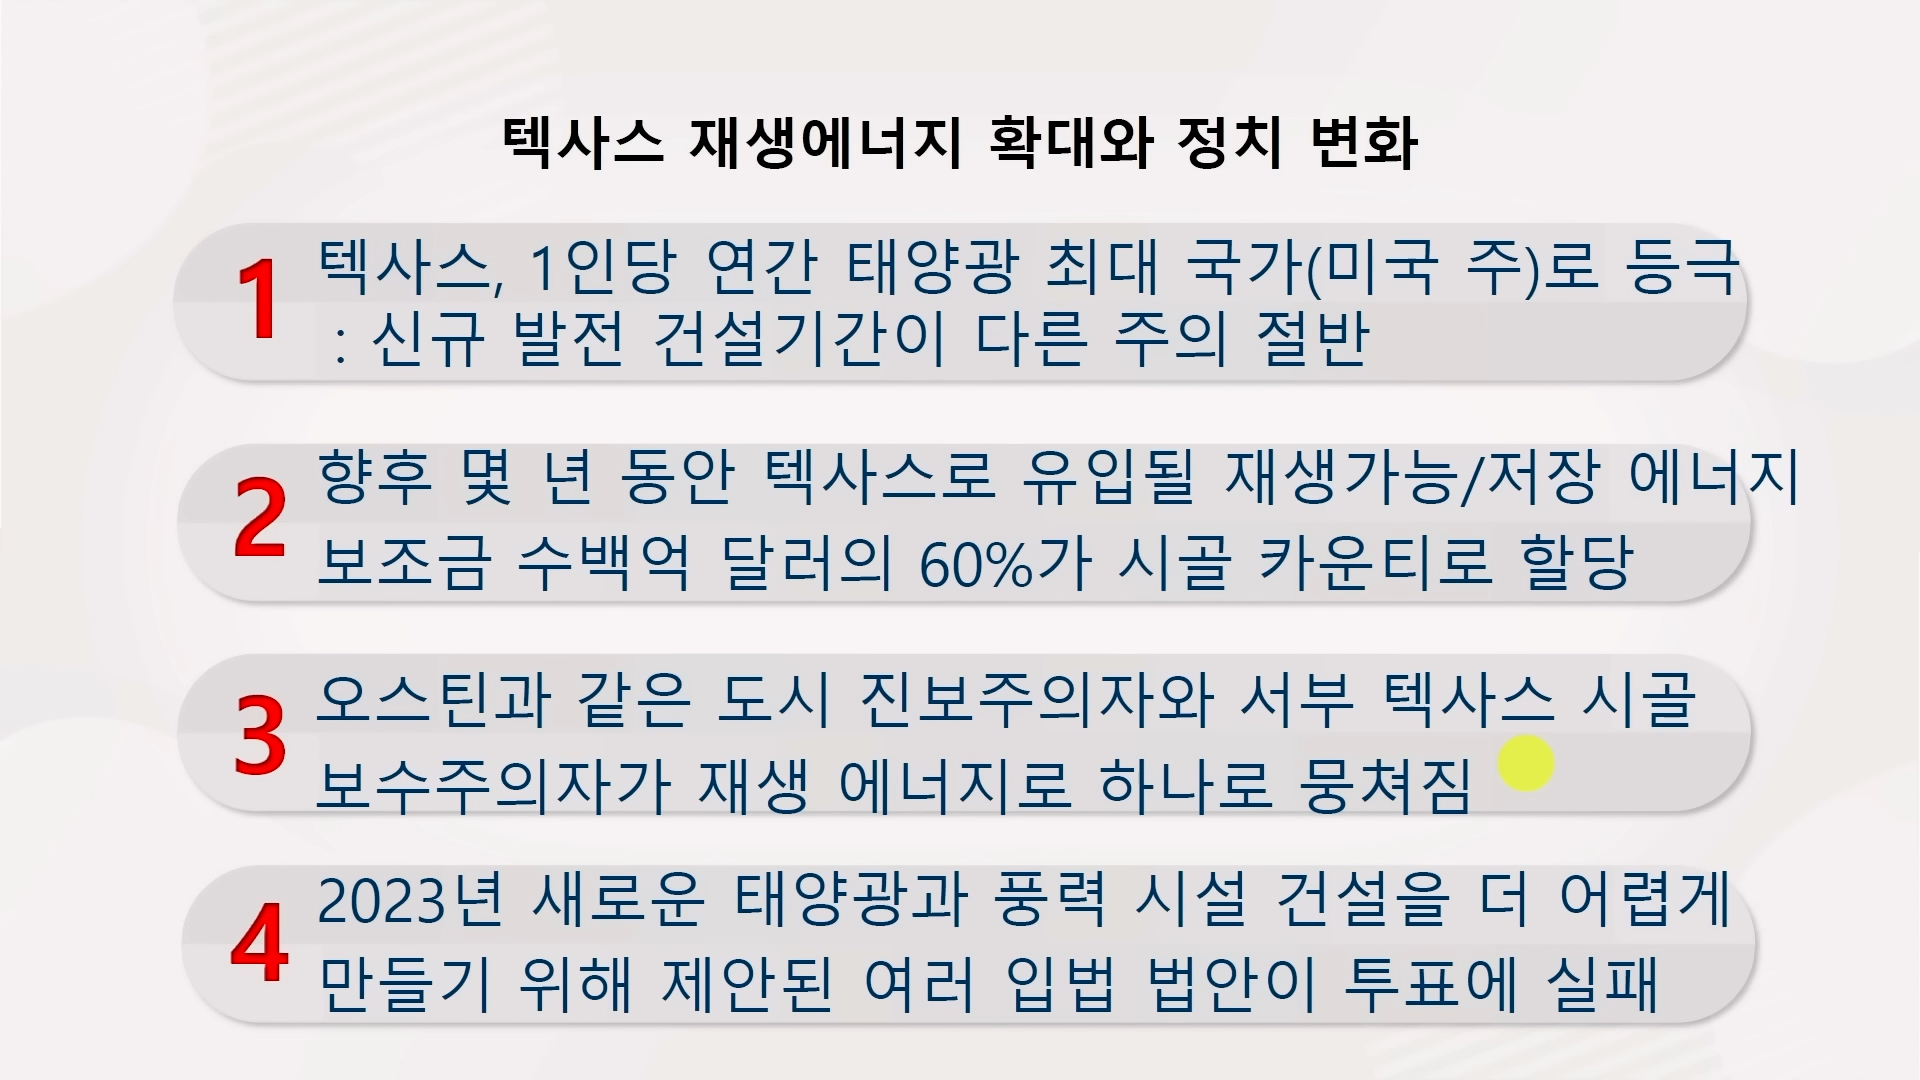 텍사스 재생에너지 확대와 정치 변화
1 텍사스, 1인당 연간 태양광 최대 국가(미국 주)로 등극
: 신규 발전 건설기간이 다른 주의 절반
2 향후 몇 년 동안 텍사스로 유입될 재생가능/저장 에너지
보조금 수백억 달러의 60%가 시골 카운티로 할당
3 오스틴과 같은 도시 진보주의자와 서부 텍사스 시골
보수주의자가 재생 에너지로 하나로 뭉쳐짐
4 2023년 새로운 태양광과 풍력 시설 건설을 더 어렵게
만들기 위해 제안된 여러 입법 법안이 투표에 실패